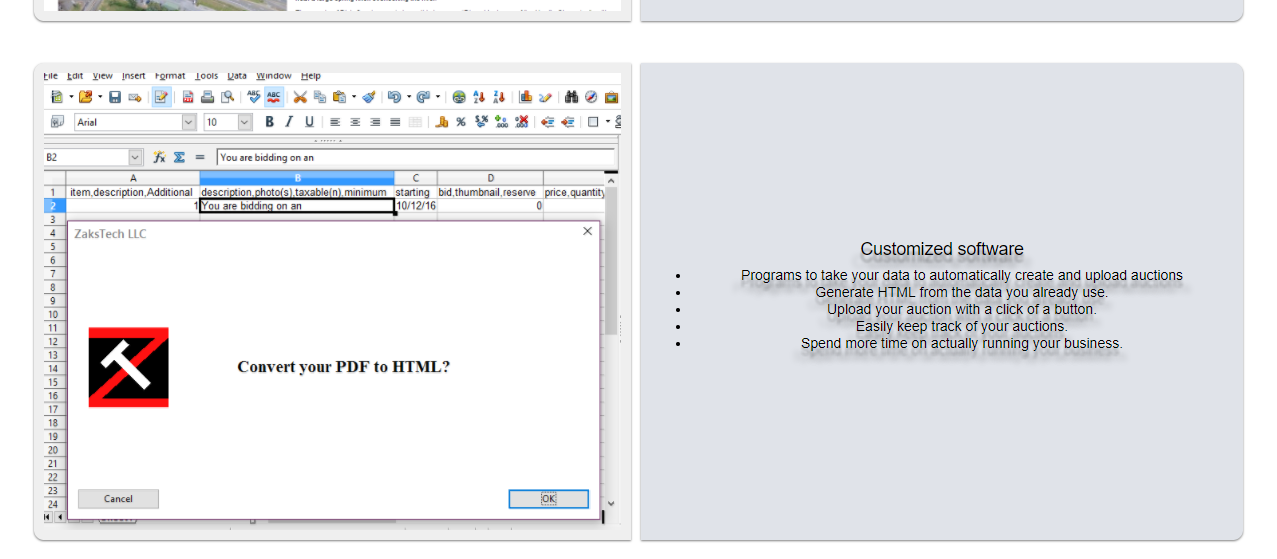 File Edit View Insert Format Tools Data Window Help
Arial 10 B I U
B2 You are bidding on an
A B C D
1 item,description,Additional description,photo(s),taxable(n),minimum starting bid,thumbnail,reserve price,quantity
2 1 You are bidding on an 10/12/16 0
3
4
5
6
7
8
9
10
11
12
13
14
15
16
17
18
19
20
21
22
23
24
ZaksTech LLC
Convert your PDF to HTML?
Cancel OK
Customized software
Programs to take your data to automatically create and upload auctions
Generate HTML from the data you already use.
Upload your auction with a click of a button.
Easily keep track of your auctions.
Spend more time on actually running your business.